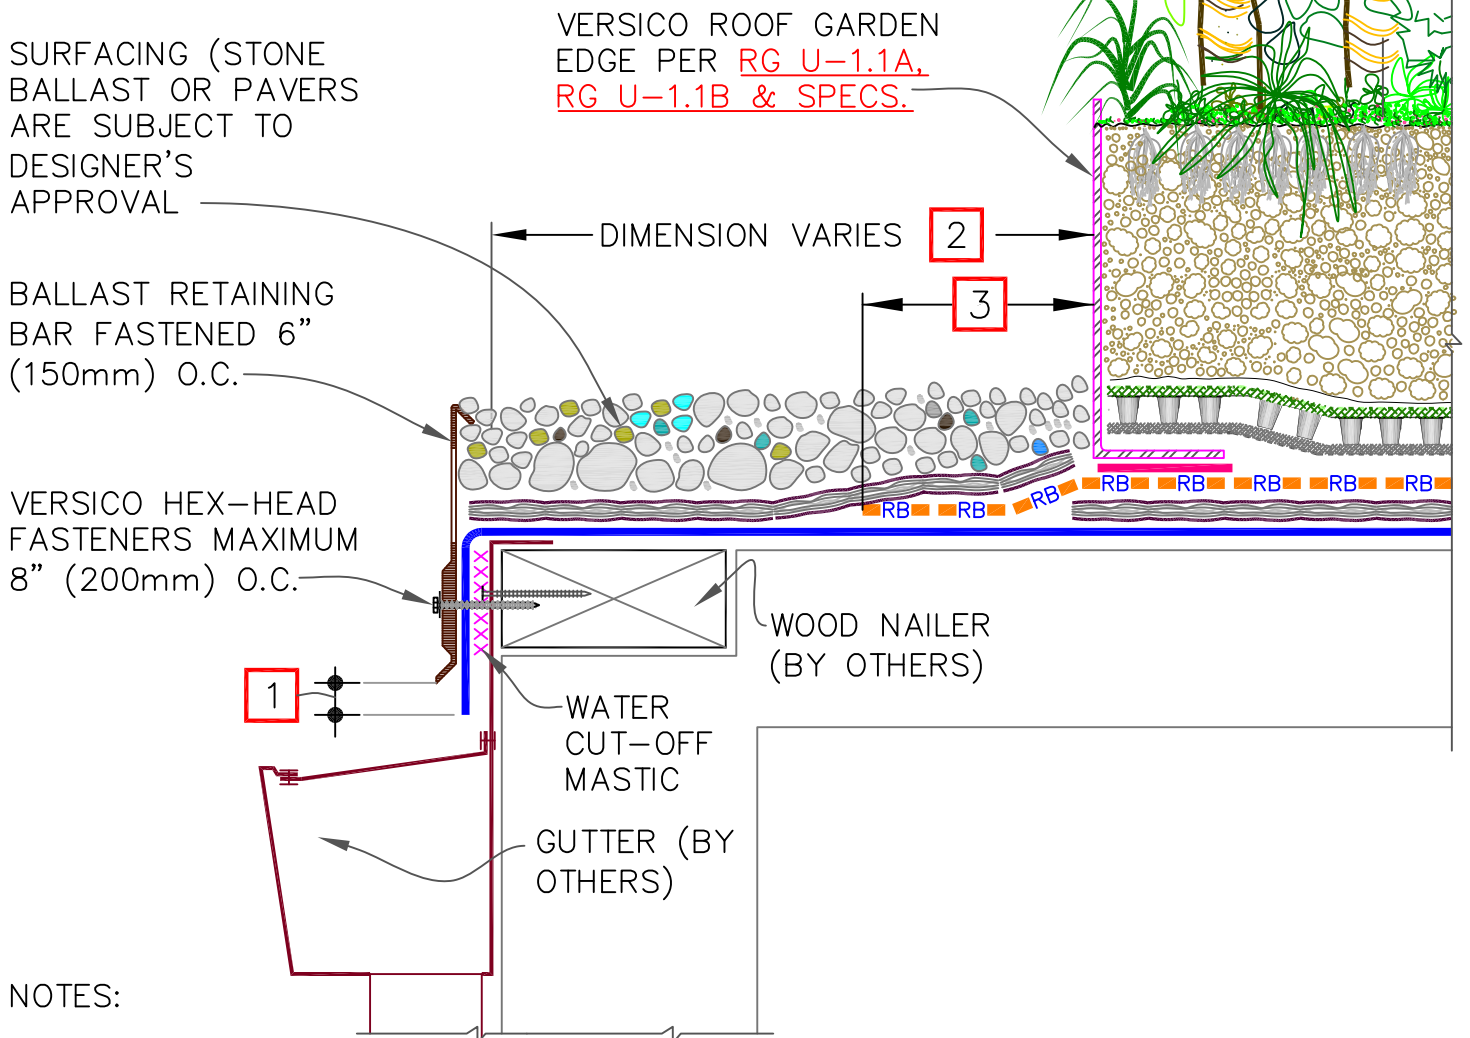 SURFACING (STONE
BALLAST OR PAVERS
ARE SUBJECT TO
DESIGNER'S
APPROVAL
VERSICO ROOF GARDEN
EDGE PER RG U-1.1A,
RG U-1.1B & SPECS.
DIMENSION VARIES 2
3
BALLAST RETAINING
BAR FASTENED 6"
(150mm) O.C.
VERSICO HEX-HEAD
FASTENERS MAXIMUM
8" (200mm) O.C.
RB RB RB RB RB RB RB RB
1
WOOD NAILER
(BY OTHERS)
WATER
CUT-OFF
MASTIC
GUTTER (BY
OTHERS)
NOTES: